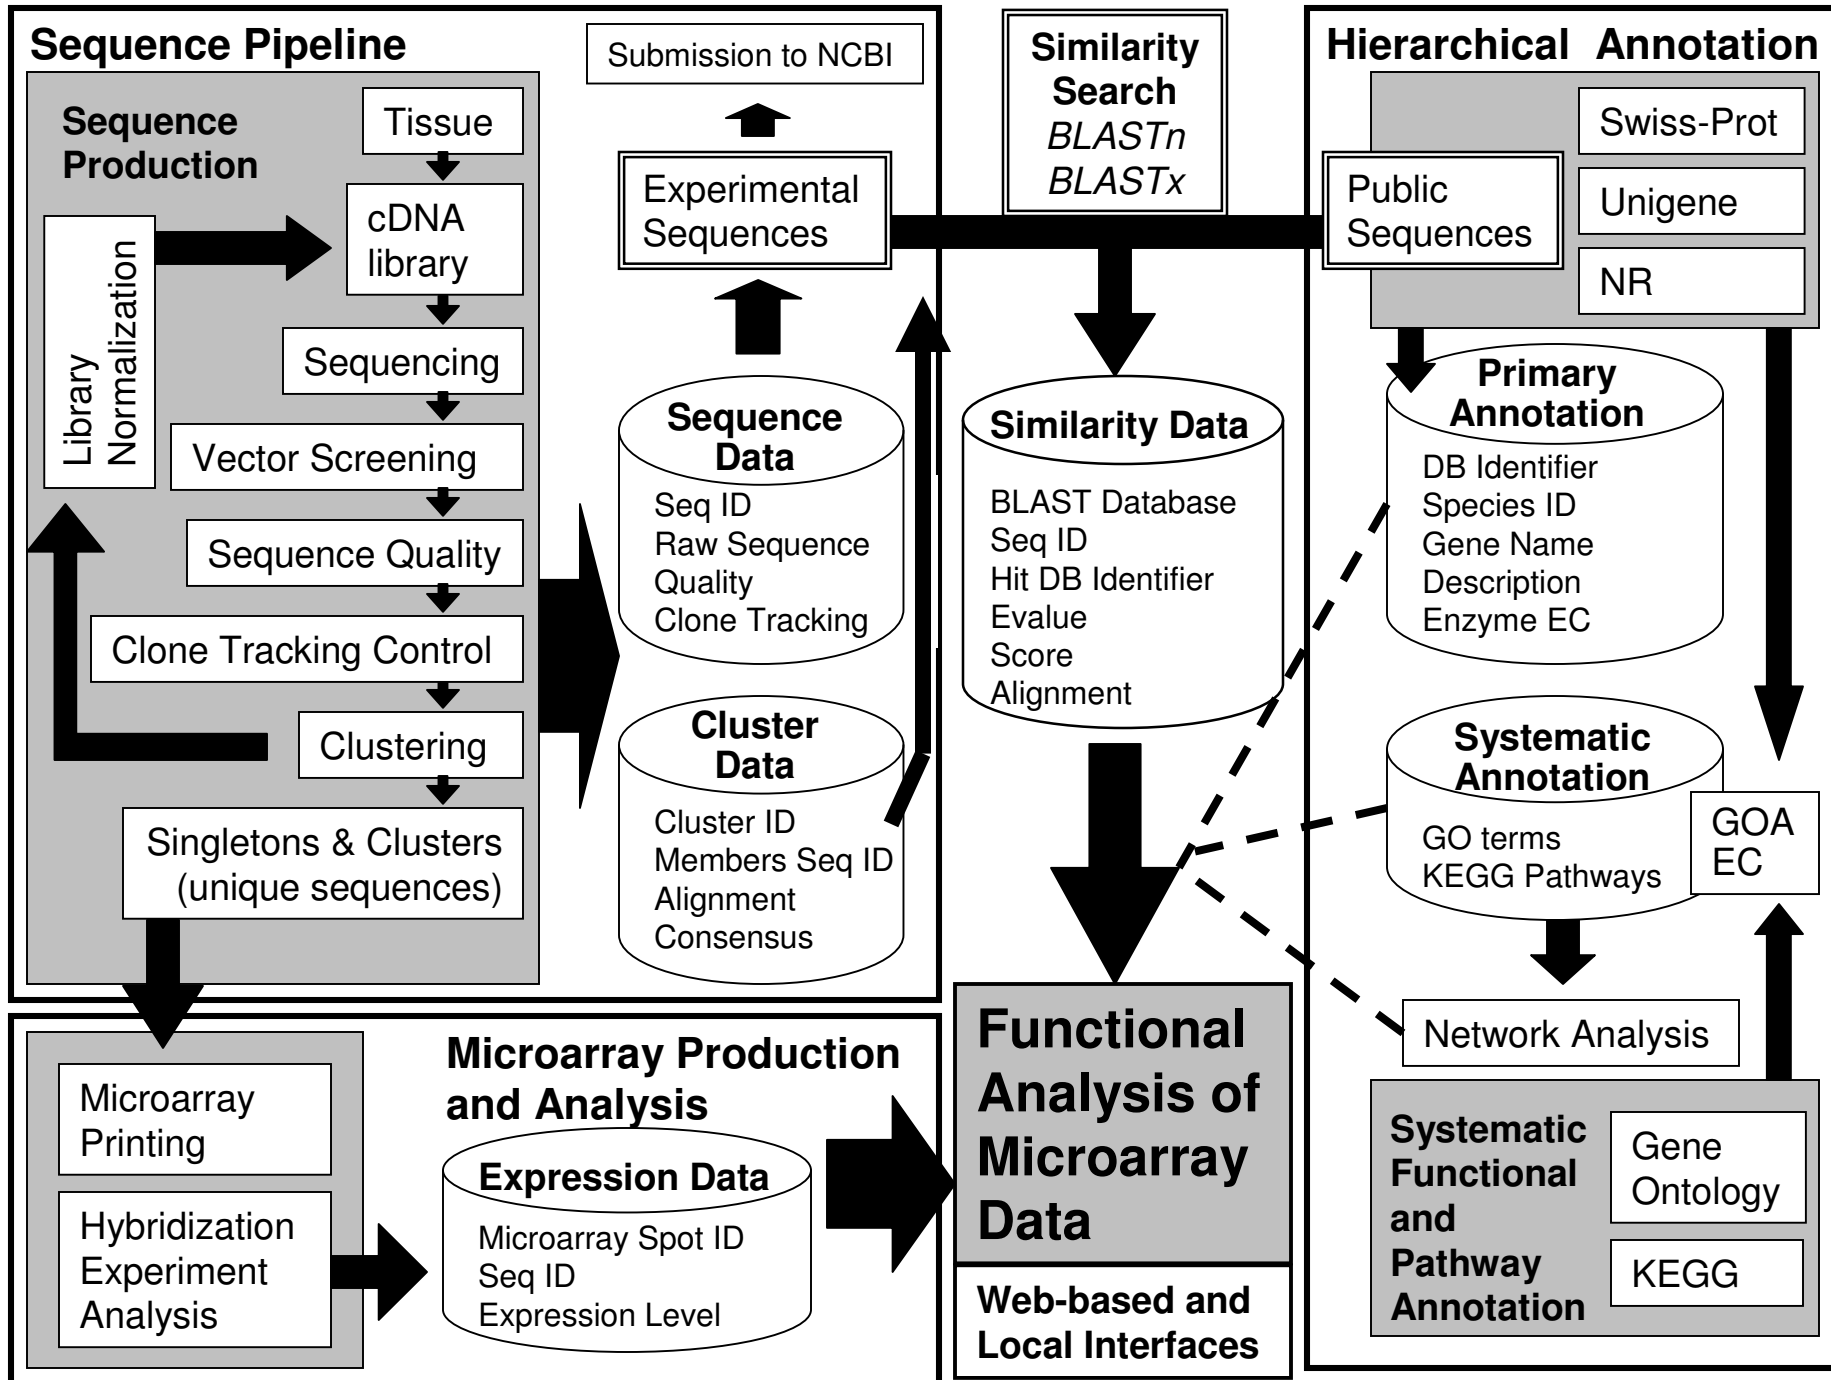 Sequence Pipeline
Sequence
Production
Tissue
cDNA
library
Library
Normalization
Sequencing
Vector Screening
Sequence Quality
Clone Tracking Control
Clustering
Singletons & Clusters
(unique sequences)
Submission to NCBI
Experimental
Sequences
Sequence
Data
Seq ID
Raw Sequence
Quality
Clone Tracking
Cluster
Data
Cluster ID
Members Seq ID
Alignment
Consensus
Similarity
Search
BLASTn
BLASTx
Similarity Data
BLAST Database
Seq ID
Hit DB Identifier
Evalue
Score
Alignment
Hierarchical Annotation
Swiss-Prot
Unigene
NR
Public
Sequences
Primary
Annotation
DB Identifier
Species ID
Gene Name
Description
Enzyme EC
Systematic
Annotation
GO terms
KEGG Pathways
GOA
EC
Network Analysis
Systematic
Functional
and
Pathway
Annotation
Gene
Ontology
KEGG
Microarray Production
and Analysis
Microarray
Printing
Hybridization
Experiment
Analysis
Expression Data
Microarray Spot ID
Seq ID
Expression Level
Functional
Analysis of
Microarray
Data
Web-based and
Local Interfaces